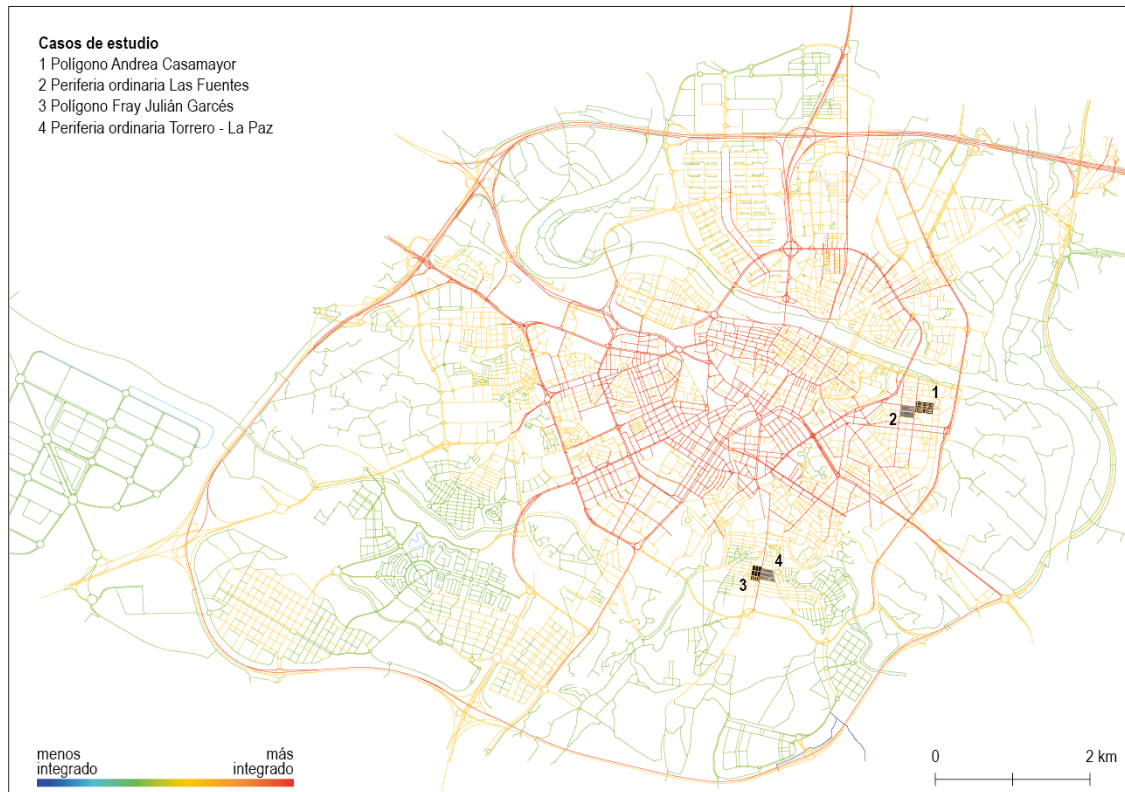 Casos de estudio
1 Polígono Andrea Casamayor
2 Periferia ordinaria Las Fuentes
3 Polígono Fray Julián Garcés
4 Periferia ordinaria Torrero - La Paz
1
2
4
3
menos
integrado
más
integrado
0
2 km